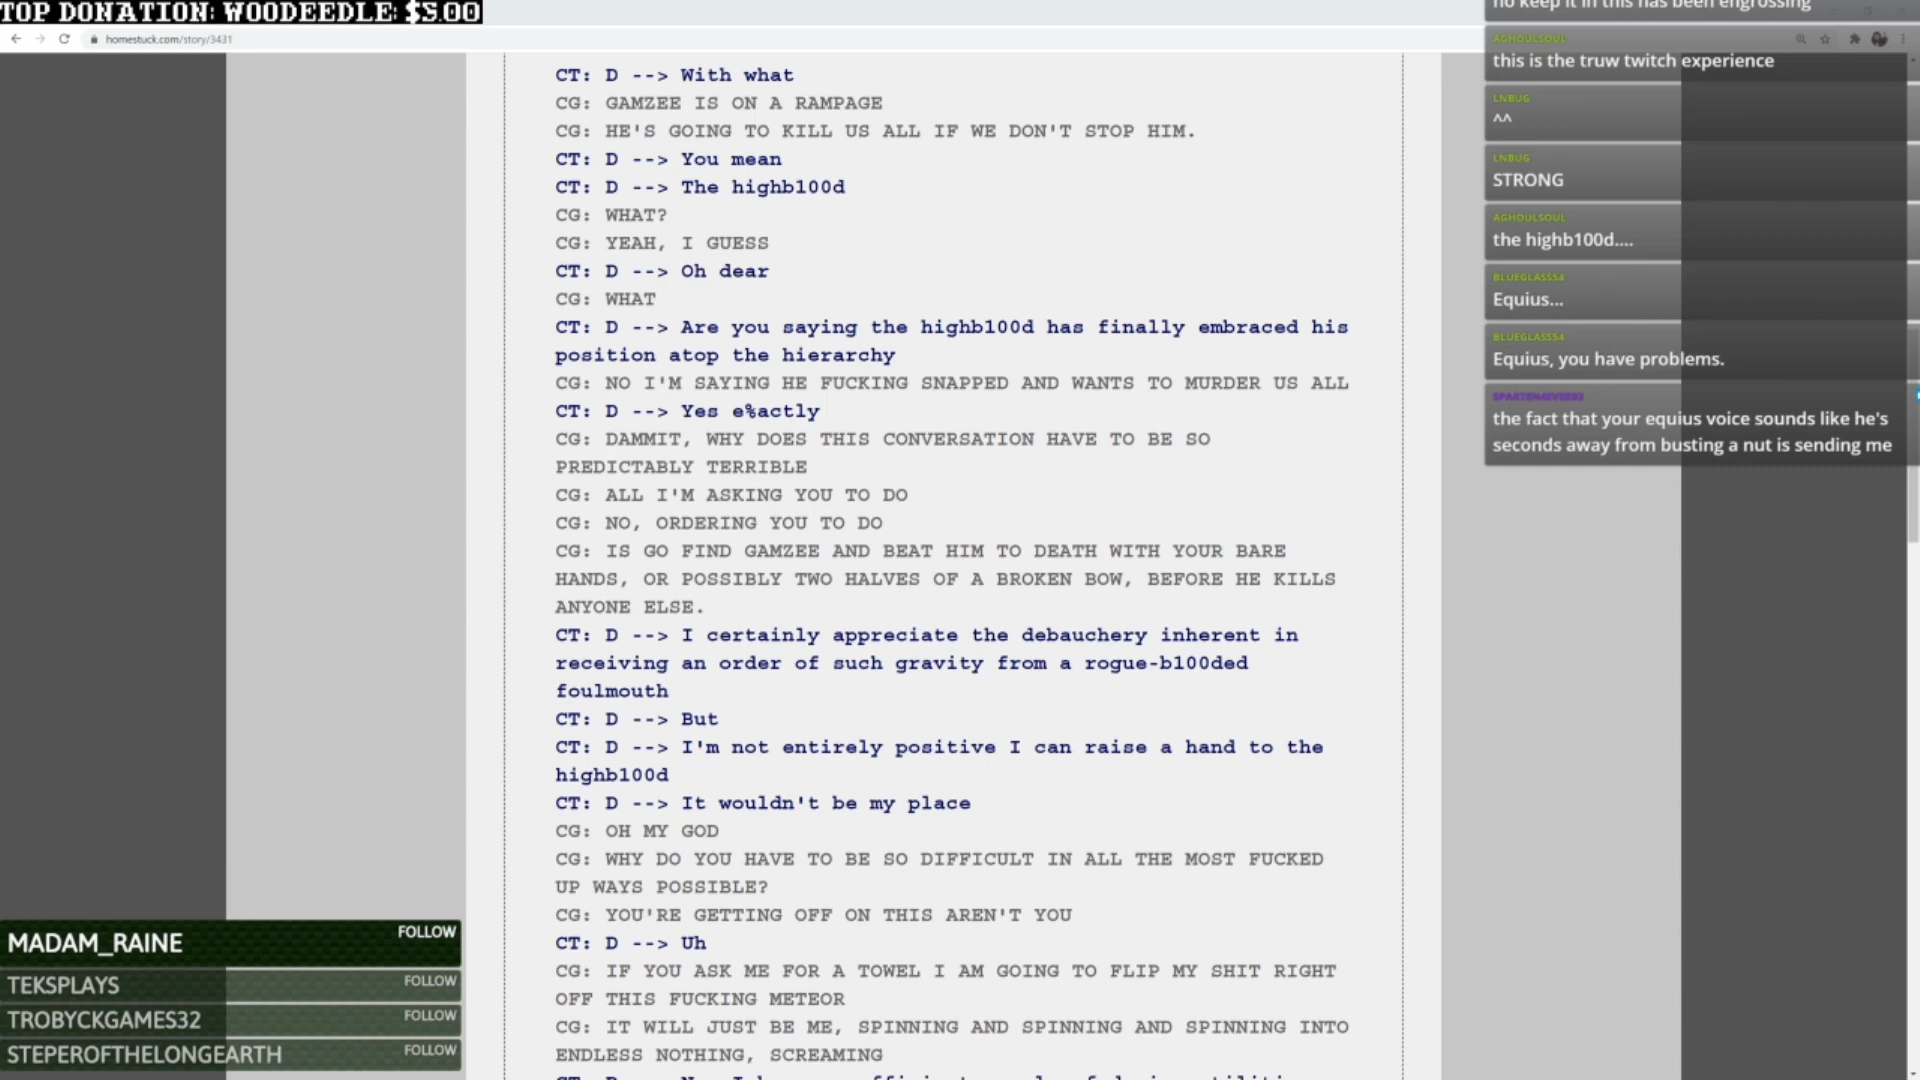 TOP DONATION: WOODEEDLE: $5.00
homestuck.com/story/3431
CT: D --> With what
CG: GAMZEE IS ON A RAMPAGE
CG: HE'S GOING TO KILL US ALL IF WE DON'T STOP HIM.
CT: D --> You mean
CT: D --> The highb100d
CG: WHAT?
CG: YEAH, I GUESS
CT: D --> Oh dear
CG: WHAT
CT: D --> Are you saying the highb100d has finally embraced his
position atop the hierarchy
CG: NO I'M SAYING HE FUCKING SNAPPED AND WANTS TO MURDER US ALL
CT: D --> Yes e%actly
CG: DAMMIT, WHY DOES THIS CONVERSATION HAVE TO BE SO
PREDICTABLY TERRIBLE
CG: ALL I'M ASKING YOU TO DO
CG: NO, ORDERING YOU TO DO
CG: IS GO FIND GAMZEE AND BEAT HIM TO DEATH WITH YOUR BARE
HANDS, OR POSSIBLY TWO HALVES OF A BROKEN BOW, BEFORE HE KILLS
ANYONE ELSE.
CT: D --> I certainly appreciate the debauchery inherent in
receiving an order of such gravity from a rogue-b100ded
foulmouth
CT: D --> But
CT: D --> I'm not entirely positive I can raise a hand to the
highb100d
CT: D --> It wouldn't be my place
CG: OH MY GOD
CG: WHY DO YOU HAVE TO BE SO DIFFICULT IN ALL THE MOST FUCKED
UP WAYS POSSIBLE?
CG: YOU'RE GETTING OFF ON THIS AREN'T YOU
CT: D --> Uh
CG: IF YOU ASK ME FOR A TOWEL I AM GOING TO FLIP MY SHIT RIGHT
OFF THIS FUCKING METEOR
CG: IT WILL JUST BE ME, SPINNING AND SPINNING AND SPINNING INTO
ENDLESS NOTHING, SCREAMING
no keep it in this has been engrossing
AGHOULSOUL
this is the truw twitch experience
LNBUG
^^
LNBUG
STRONG
AGHOULSOUL
the highb100d....
BLUEGLASS54
Equius...
BLUEGLASS54
Equius, you have problems.
the fact that your equius voice sounds like he's
seconds away from busting a nut is sending me
MADAM_RAINE FOLLOW
TEKSPLAYS FOLLOW
TROBYCKGAMES32 FOLLOW
STEPEROFTHELONGEARTH FOLLOW